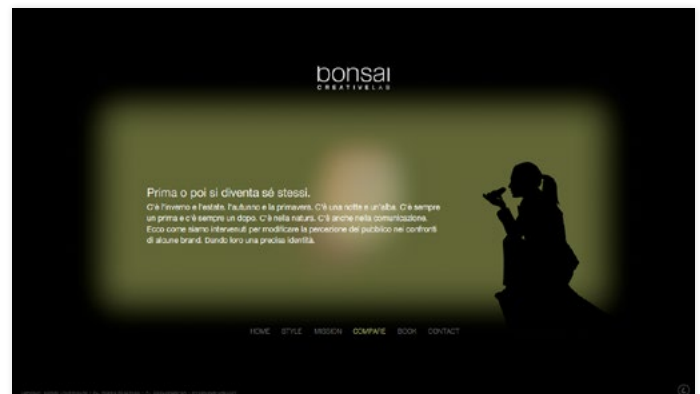 bonsai
CREATIVELAB
Prima o poi si diventa sé stessi.
C'è l'inverno e l'estate, l'autunno e la primavera. C'è una notte e un'alba. C'è sempre
un prima e c'è sempre un dopo. C'è nella natura. C'è anche nella comunicazione.
Ecco come siamo intervenuti per modificare la percezione del pubblico nei confronti
di alcune brand. Dando loro una precisa identità.
HOME STYLE MISSION COMPARE BOOK CONTACT